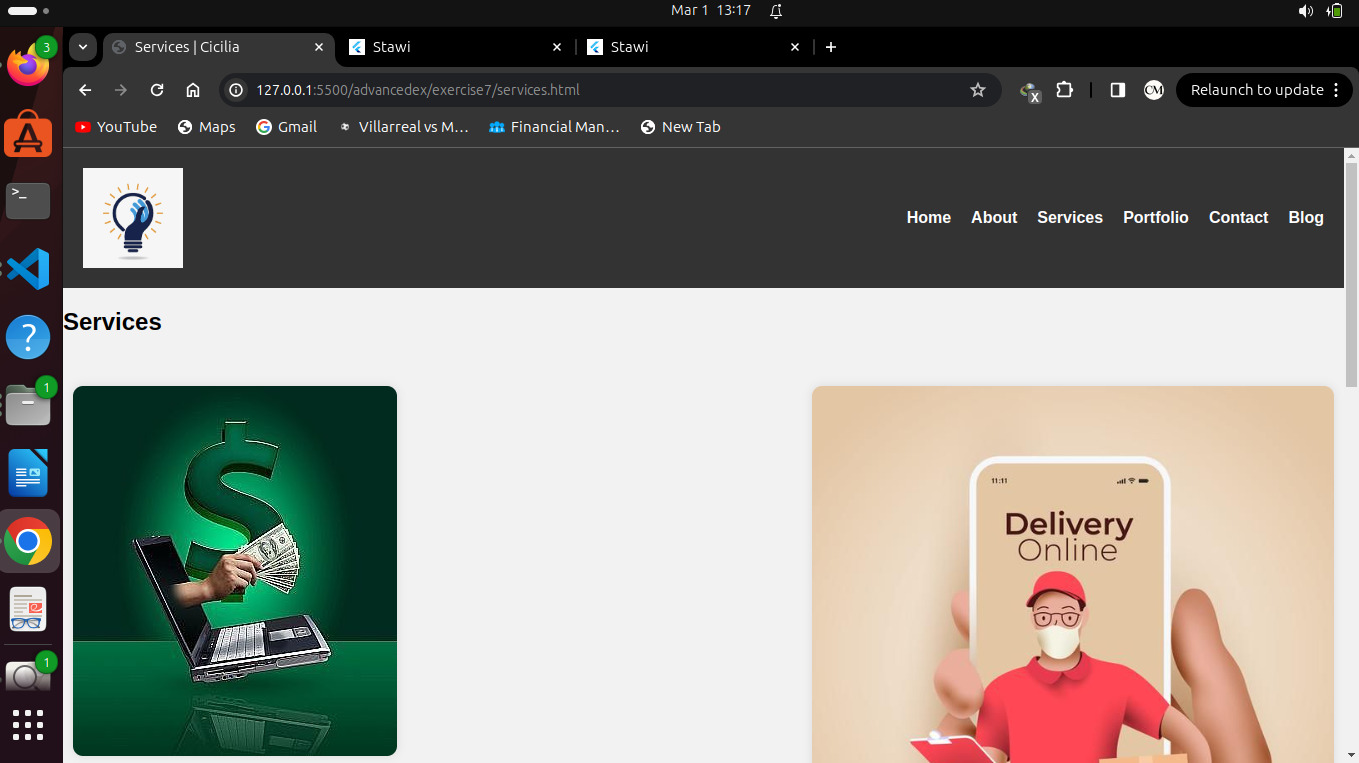 Mar 1 13:17
3
Services | Cicilia
Stawi
Stawi
127.0.0.1:5500/advancedex/exercise7/services.html
X
CM
Relaunch to update
YouTube
Maps
Gmail
Villarreal vs M…
Financial Man…
New Tab
Home
About
Services
Portfolio
Contact
Blog
Services
>_
?
1
1
$
11:11
Delivery
Online